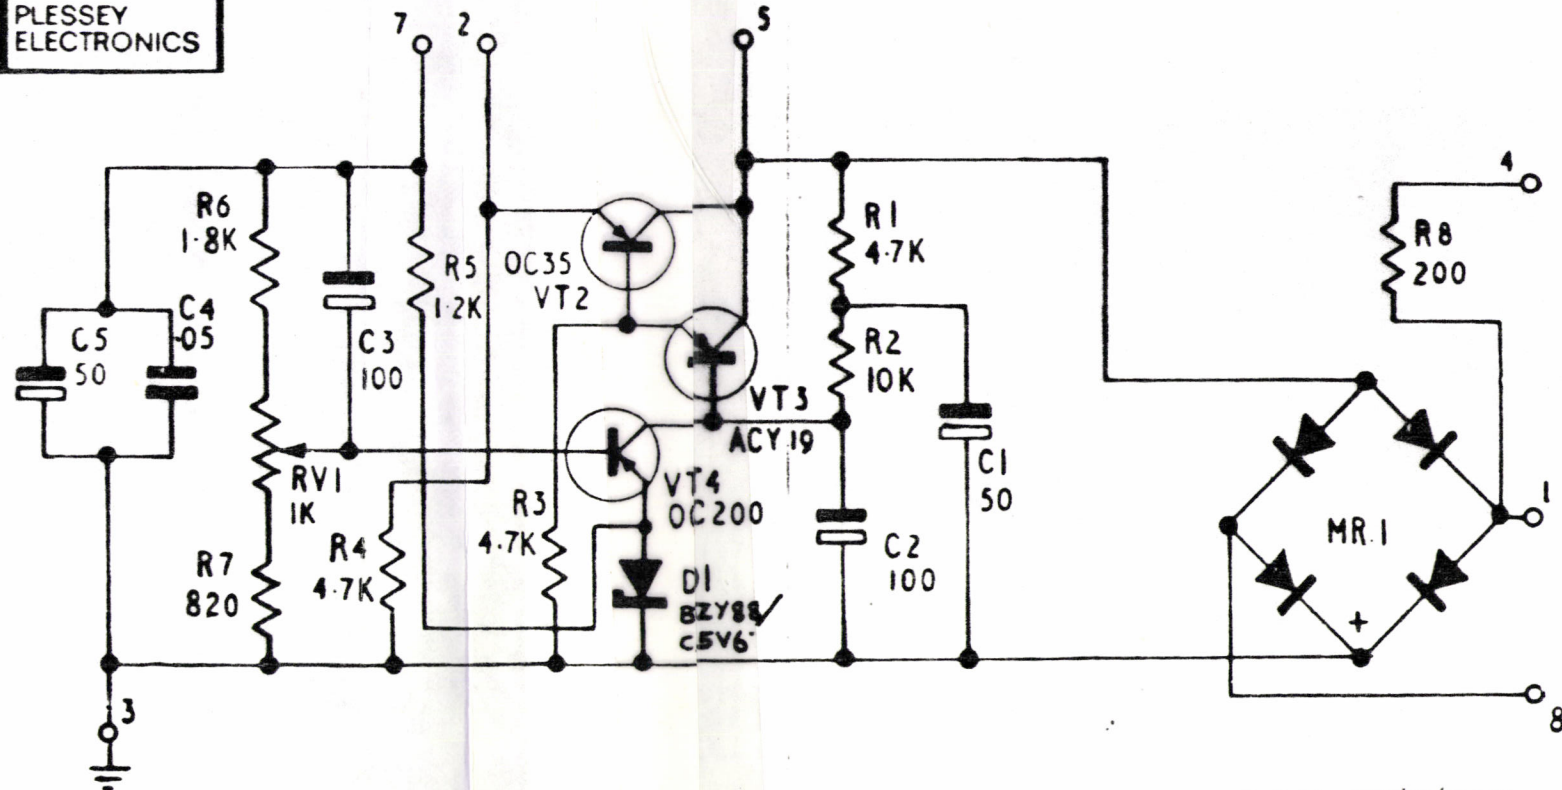 PLESSEY
ELECTRONICS
7
2
5
4
R6
1·8K
C5
50
C4
·05
C3
100
R5
1·2K
OC35
VT2
R1
4·7K
R2
10K
R8
200
VT3
ACY 19
C1
50
RV1
1K
R7
820
R4
4·7K
R3
4·7K
VT4
OC200
D1
BZY88
C5V6
C2
100
MR.1
+
1
8
3